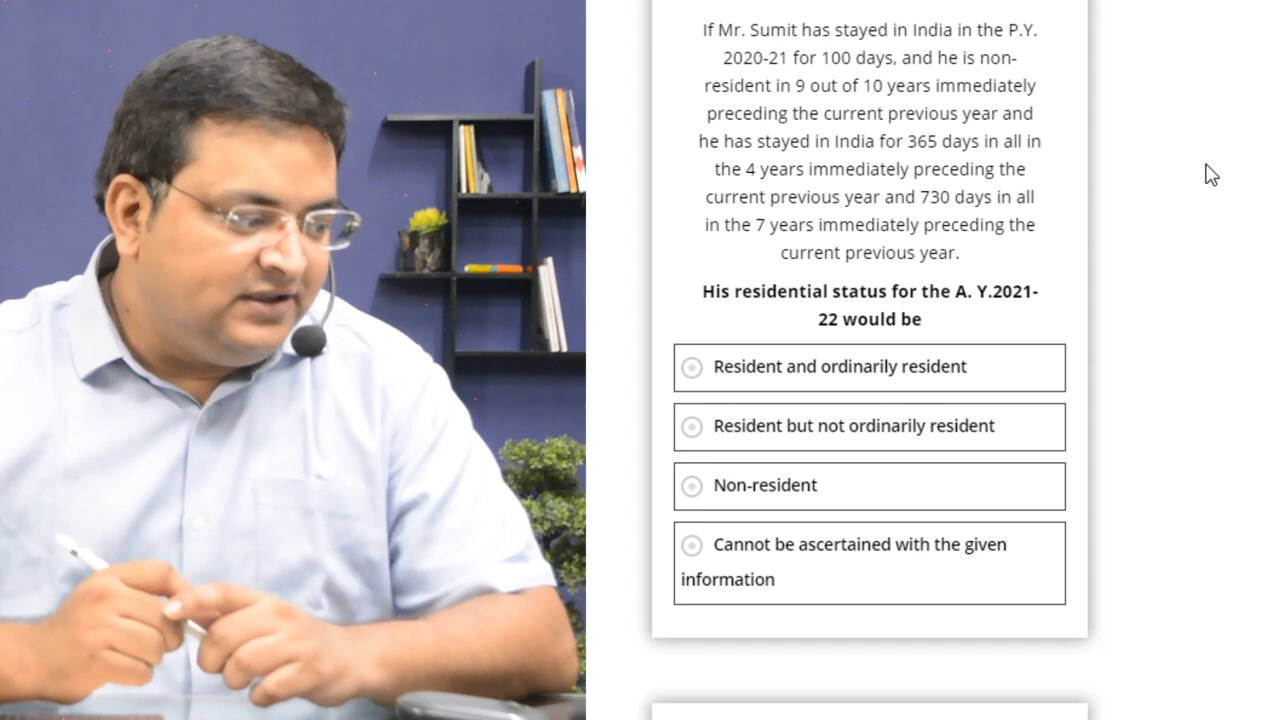 If Mr. Sumit has stayed in India in the P.Y.
2020-21 for 100 days, and he is non-
resident in 9 out of 10 years immediately
preceding the current previous year and
he has stayed in India for 365 days in all in
the 4 years immediately preceding the
current previous year and 730 days in all
in the 7 years immediately preceding the
current previous year.
His residential status for the A. Y.2021-
22 would be
Resident and ordinarily resident
Resident but not ordinarily resident
Non-resident
Cannot be ascertained with the given
information